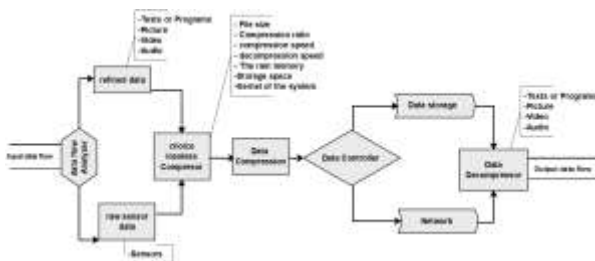 -Texts or Programs
-Picture
-Video
-Audio
refined data
- File size
- Compression ratio
- compression speed
-decompression speed
- The test memory
-Storage space
-Kernel of the system
Input data flow
data flow
Analyzer
choice
lossless
Compressor
Data
Compression
Data Controller
Data storage
Network
-Texts or Programs
-Picture
-Video
-Audio
Data
Decompressor
Output data flow
raw sensor
data
-Sensors